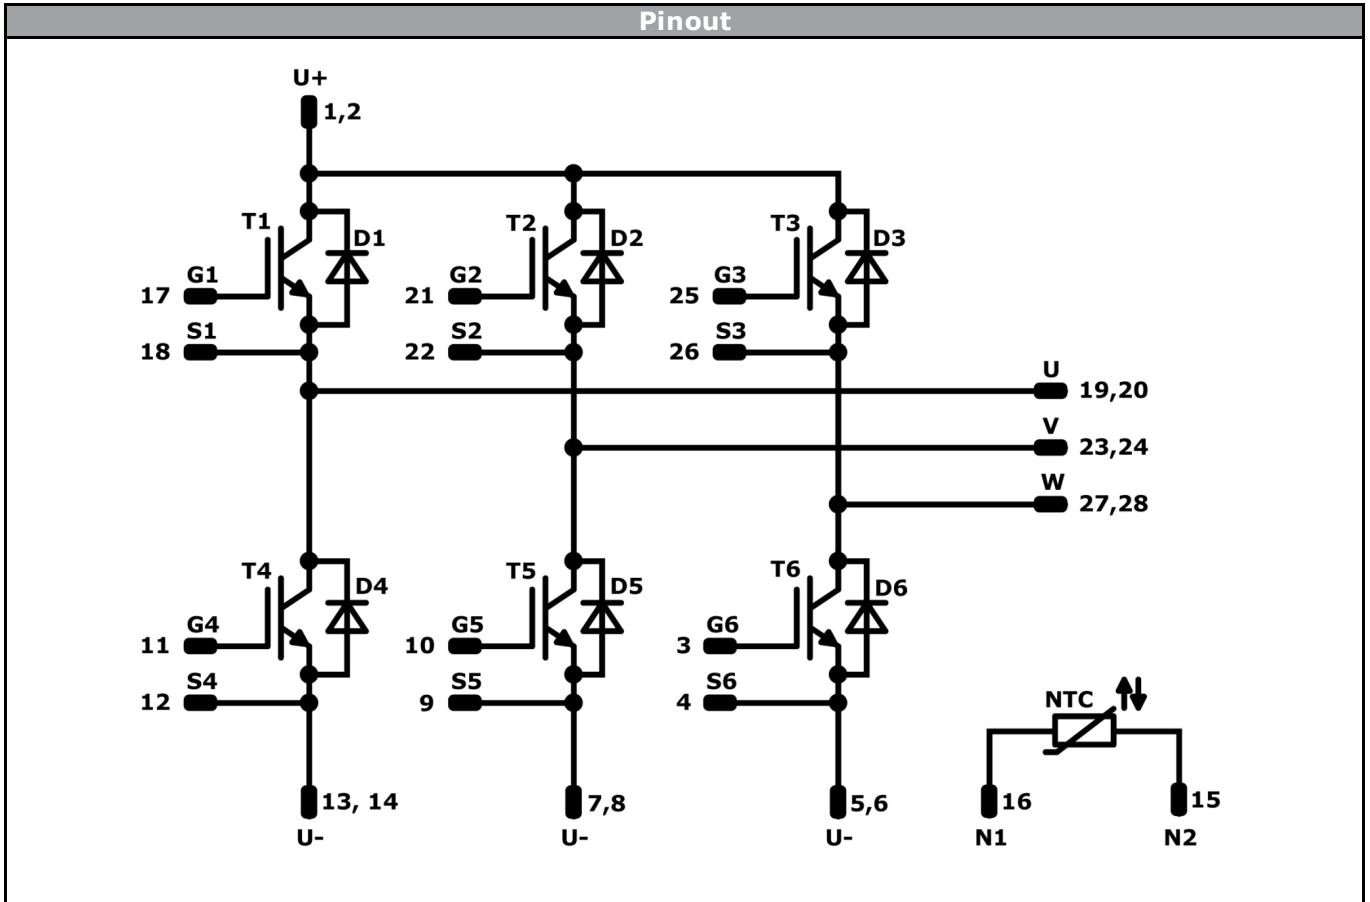 Pinout
U+
1,2
T1
D1
T2
D2
T3
D3
G1
17
G2
21
G3
25
S1
18
S2
22
S3
26
U
19,20
V
23,24
W
27,28
T4
D4
T5
D5
T6
D6
G4
11
G5
10
G6
3
S4
12
S5
9
S6
4
NTC
13, 14
7,8
5,6
16
15
U-
U-
U-
N1
N2